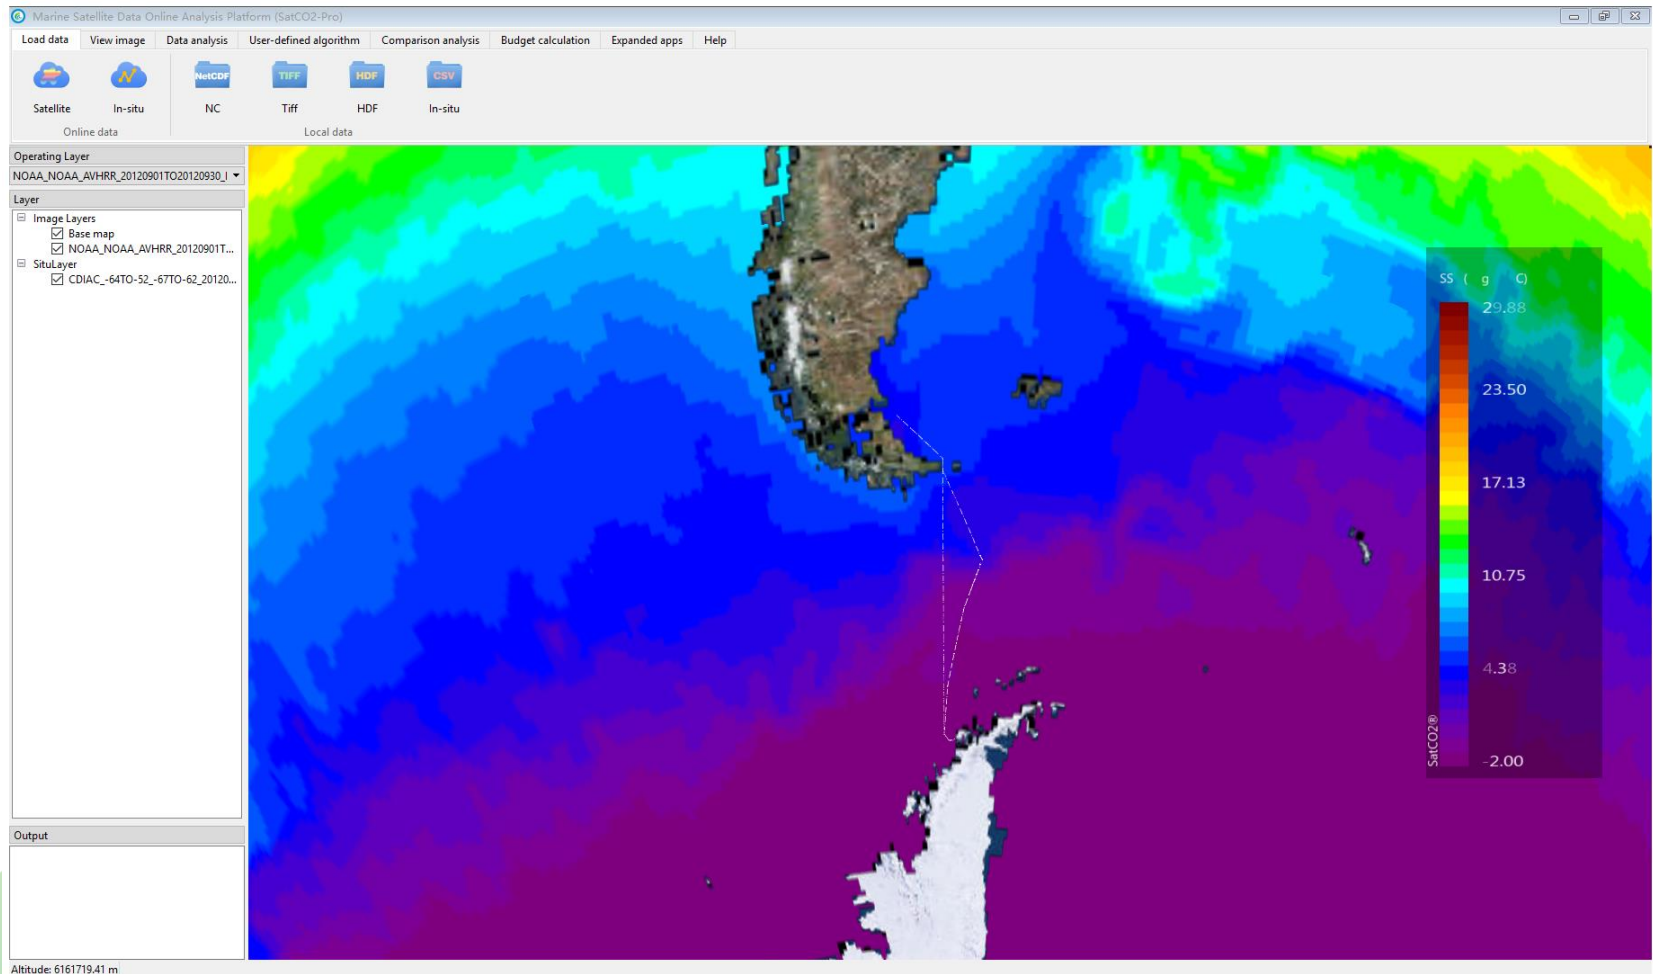 Marine Satellite Data Online Analysis Platform (SatCO2-Pro)
Load data View image Data analysis User-defined algorithm Comparison analysis Budget calculation Expanded apps Help
NetCDF TIFF HDF CSV
Satellite In-situ NC Tiff HDF In-situ
Online data Local data
Operating Layer
NOAA_NOAA_AVHRR_20120901TO20120930_I
Layer
Image Layers
Base map
NOAA_NOAA_AVHRR_20120901T...
SituLayer
CDIAC_-64TO-52_-67TO-62_20120...
SS ( g C)
29.88
23.50
17.13
10.75
4.38
-2.00
SatCO2®
Output
Altitude: 6161719.41 m